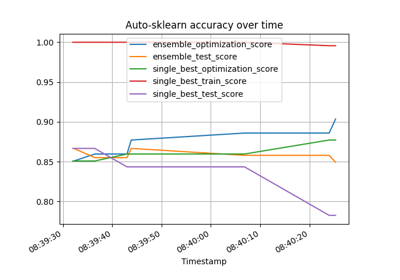 Auto-sklearn accuracy over time
1.00
0.95
0.90
0.85
0.80
ensemble_optimization_score
ensemble_test_score
single_best_optimization_score
single_best_train_score
single_best_test_score
08:39:30
08:39:40
08:39:50
08:40:00
08:40:10
08:40:20
Timestamp